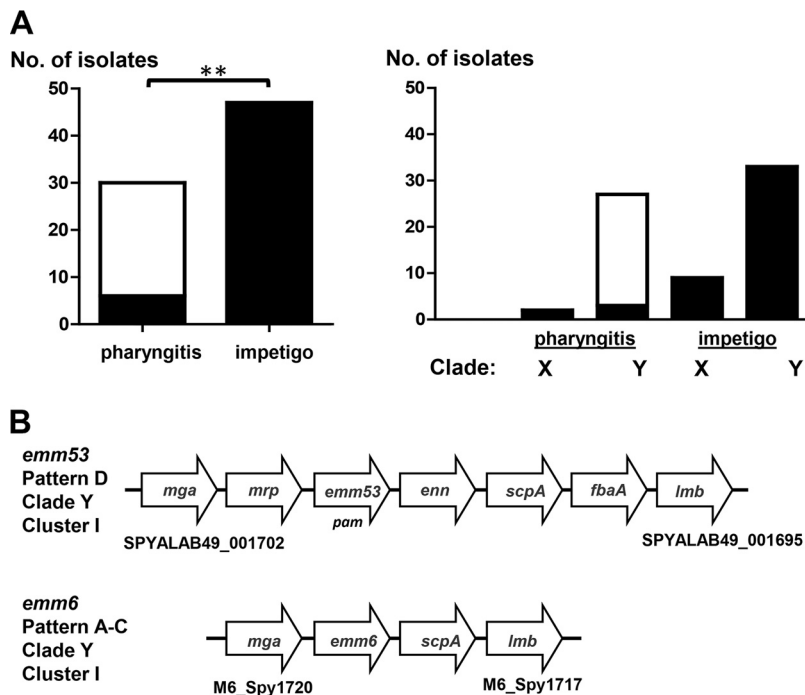 A
No. of isolates
**
50
40
30
20
10
0
pharyngitis impetigo
No. of isolates
50
40
30
20
10
0
pharyngitis impetigo
Clade: X Y X Y
B
emm53
Pattern D
Clade Y
Cluster I
mga mrp emm53 enn scpA fbaA lmb
pam
SPYALAB49_001702 SPYALAB49_001695
emm6
Pattern A-C
Clade Y
Cluster I
mga emm6 scpA lmb
M6_Spy1720 M6_Spy1717